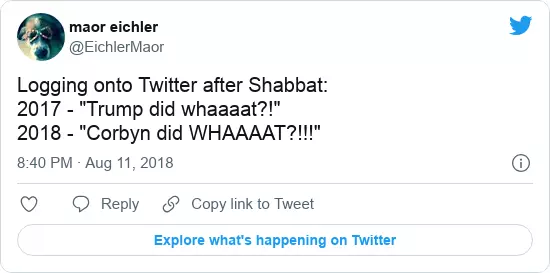 maor eichler
@EichlerMaor
Logging onto Twitter after Shabbat:
2017 - "Trump did whaaaat?!"
2018 - "Corbyn did WHAAAAT?!!!"
8:40 PM · Aug 11, 2018
Reply
Copy link to Tweet
Explore what's happening on Twitter